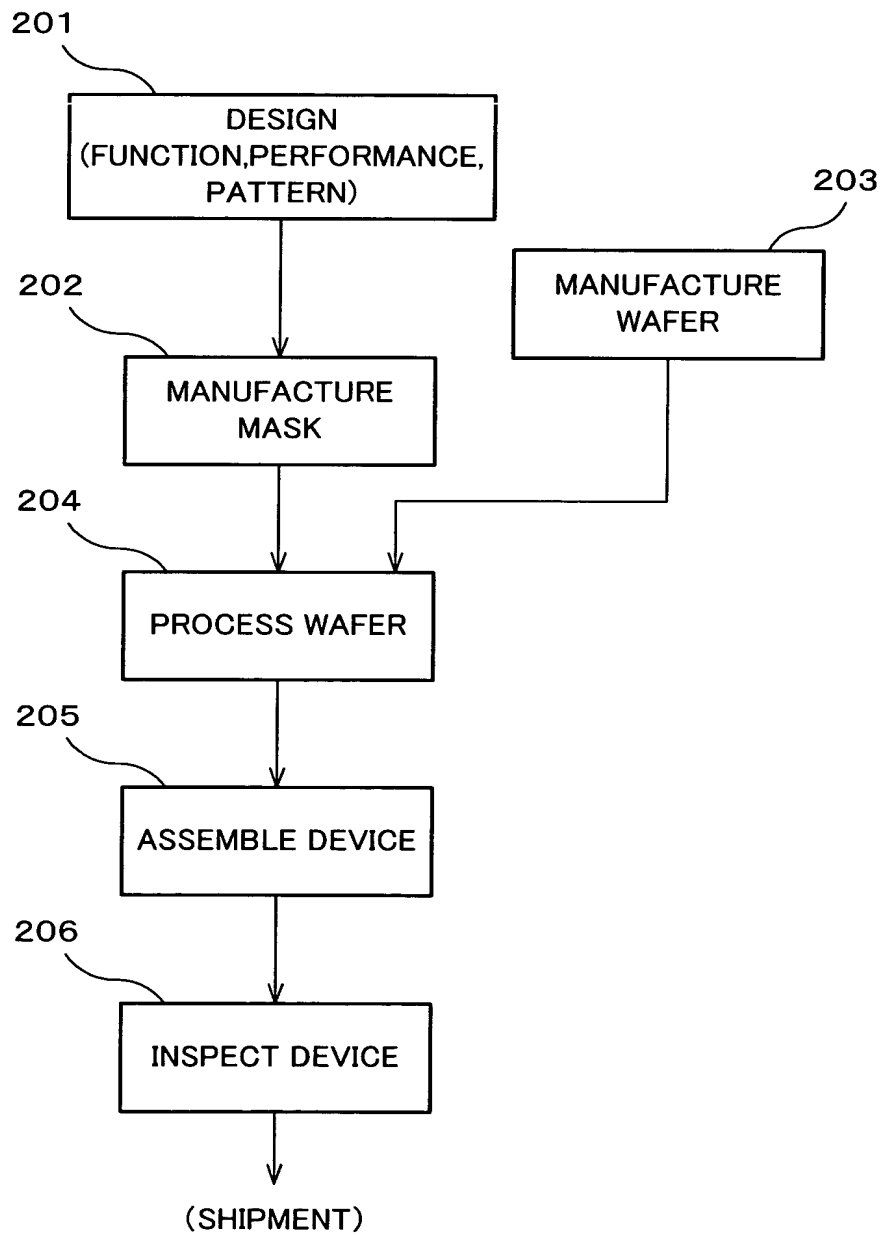 201
DESIGN
(FUNCTION,PERFORMANCE,
PATTERN)
203
MANUFACTURE
WAFER
202
MANUFACTURE
MASK
204
PROCESS WAFER
205
ASSEMBLE DEVICE
206
INSPECT DEVICE
(SHIPMENT)